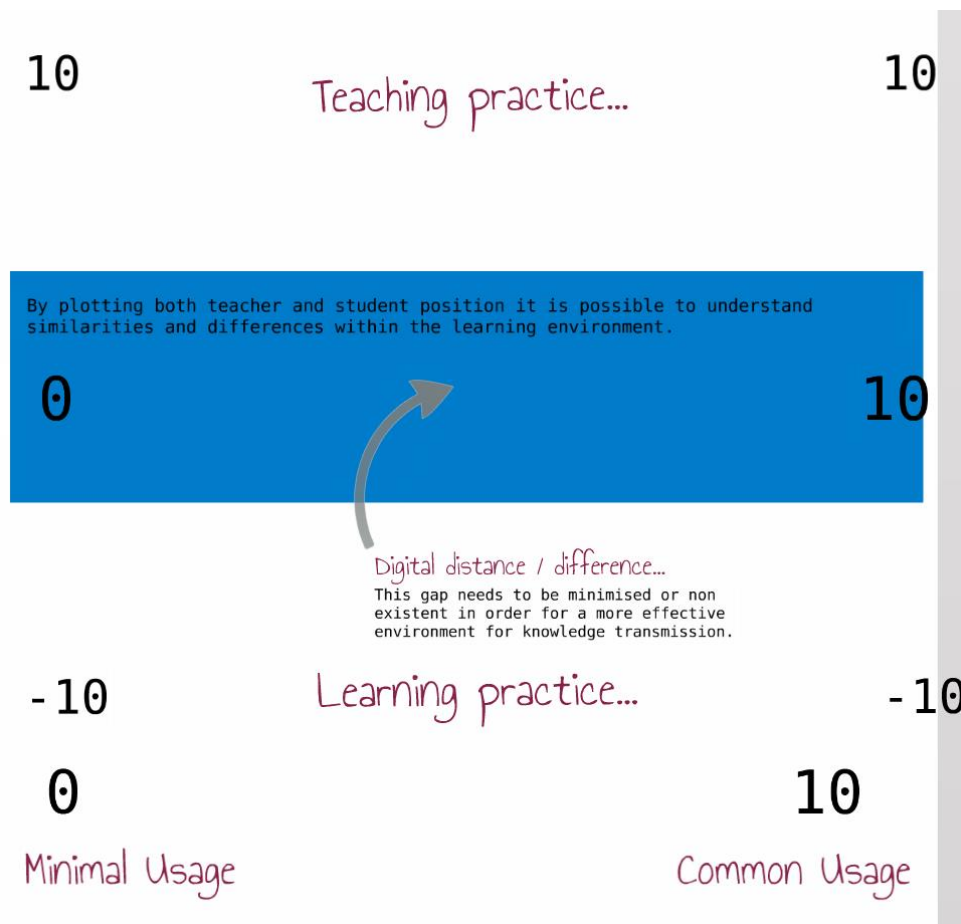 10 10
Teaching practice...
By plotting both teacher and student position it is possible to understand
similarities and differences within the learning environment.
0 10
Digital distance / difference...
This gap needs to be minimised or non
existent in order for a more effective
environment for knowledge transmission.
-10 Learning practice... -10
0 10
Minimal Usage Common Usage